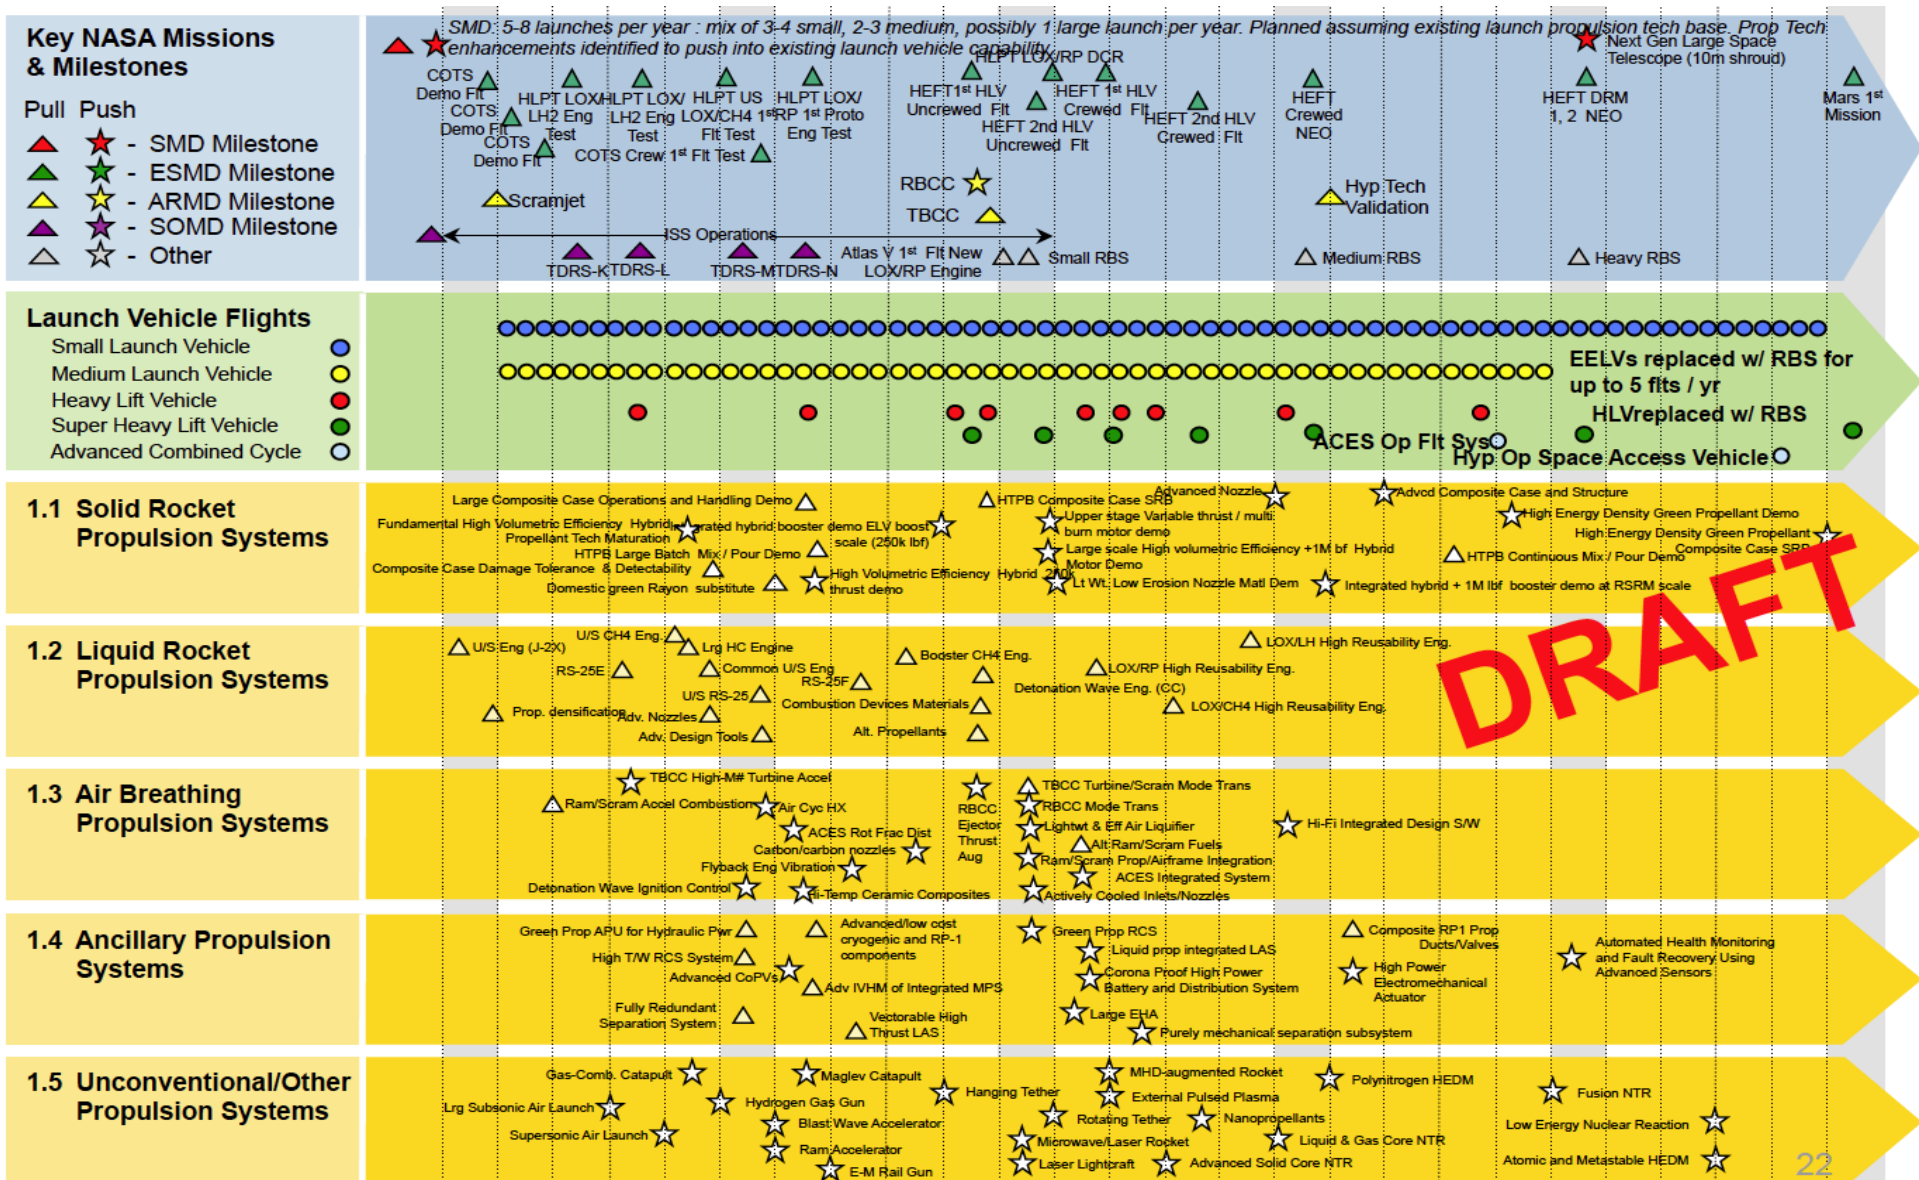 Key NASA Missions
& Milestones
Pull Push
- SMD Milestone
- ESMD Milestone
- ARMD Milestone
- SOMD Milestone
- Other
SMD: 5-8 launches per year : mix of 3-4 small, 2-3 medium, possibly 1 large launch per year. Planned assuming existing launch propulsion tech base. Prop Tech
enhancements identified to push into existing launch vehicle capability
Next Gen Large Space
Telescope (10m shroud)
COTS
Demo Flt
COTS
Demo Flt
COTS
Demo Flt
HLPT LOX/
LH2 Eng
Test
HLPT LOX/
LH2 Eng
Test
HLPT US
LOX/CH4 1st
Flt Test
HLPT LOX/
RP 1st Proto
Eng Test
COTS Crew 1st Flt Test
HLPT LOX/RP DCR
HEFT1st HLV
Uncrewed Flt
HEFT 2nd HLV
Uncrewed Flt
HEFT 1st HLV
Crewed Flt
HEFT 2nd HLV
Crewed Flt
HEFT
Crewed
NEO
HEFT DRM
1, 2 NEO
Mars 1st
Mission
Scramjet
RBCC
TBCC
Hyp Tech
Validation
ISS Operations
TDRS-K
TDRS-L
TDRS-M
TDRS-N
Atlas V 1st Flt New
LOX/RP Engine
Small RBS
Medium RBS
Heavy RBS
Launch Vehicle Flights
Small Launch Vehicle
Medium Launch Vehicle
Heavy Lift Vehicle
Super Heavy Lift Vehicle
Advanced Combined Cycle
EELVs replaced w/ RBS for
up to 5 flts / yr
HLVreplaced w/ RBS
ACES Op Flt Sys
Hyp Op Space Access Vehicle
1.1 Solid Rocket
Propulsion Systems
Large Composite Case Operations and Handling Demo
Fundamental High Volumetric Efficiency Hybrid
Propellant Tech Maturation
Integrated hybrid booster demo ELV boost
scale (250k lbf)
HTPB Large Batch Mix / Pour Demo
Composite Case Damage Tolerance & Detectability
Domestic green Rayon substitute
High Volumetric Efficiency Hybrid 250k
thrust demo
HTPB Composite Case SRB
Upper stage Variable thrust / multi
burn motor demo
Large scale High volumetric Efficiency +1M bf Hybrid
Motor Demo
Lt Wt. Low Erosion Nozzle Matl Dem
Advanced Nozzle
Advcd Composite Case and Structure
High Energy Density Green Propellant Demo
High Energy Density Green Propellant
Composite Case SRB
HTPB Continuous Mix / Pour Demo
Integrated hybrid + 1M lbf booster demo at RSRM scale
DRAFT
1.2 Liquid Rocket
Propulsion Systems
U/S Eng (J-2X)
U/S CH4 Eng.
Lrg HC Engine
RS-25E
Common U/S Eng
RS-25F
U/S RS-25
Prop. densification
Adv. Nozzles
Adv. Design Tools
Booster CH4 Eng.
Detonation Wave Eng. (CC)
Combustion Devices Materials
Alt. Propellants
LOX/RP High Reusability Eng.
LOX/CH4 High Reusability Eng.
LOX/LH High Reusability Eng.
1.3 Air Breathing
Propulsion Systems
TBCC High-M# Turbine Accel
Ram/Scram Accel Combustion
Air Cyc HX
ACES Rot Frac Dist
Carbon/carbon nozzles
Flyback Eng Vibration
Detonation Wave Ignition Control
Hi-Temp Ceramic Composites
RBCC
Ejector
Thrust
Aug
TBCC Turbine/Scram Mode Trans
RBCC Mode Trans
Lightwt & Eff Air Liquifier
Alt Ram/Scram Fuels
Ram/Scram Prop/Airframe Integration
ACES Integrated System
Actively Cooled Inlets/Nozzles
Hi-Fi Integrated Design S/W
1.4 Ancillary Propulsion
Systems
Green Prop APU for Hydraulic Pwr
High T/W RCS System
Advanced CoPVs
Fully Redundant
Separation System
Advanced/low cost
cryogenic and RP-1
components
Adv IVHM of Integrated MPS
Vectorable High
Thrust LAS
Green Prop RCS
Liquid prop integrated LAS
Corona Proof High Power
Battery and Distribution System
Large EHA
Purely mechanical separation subsystem
Composite RP1 Prop
Ducts/Valves
High Power
Electromechanical
Actuator
Automated Health Monitoring
and Fault Recovery Using
Advanced Sensors
1.5 Unconventional/Other
Propulsion Systems
Gas-Comb. Catapult
Lrg Subsonic Air Launch
Supersonic Air Launch
Maglev Catapult
Hydrogen Gas Gun
Blast Wave Accelerator
Ram Accelerator
E-M Rail Gun
Hanging Tether
MHD-augmented Rocket
External Pulsed Plasma
Rotating Tether
Nanopropellants
Microwave/Laser Rocket
Laser Lightcraft
Advanced Solid Core NTR
Polynitrogen HEDM
Liquid & Gas Core NTR
Fusion NTR
Low Energy Nuclear Reaction
Atomic and Metastable HEDM
22